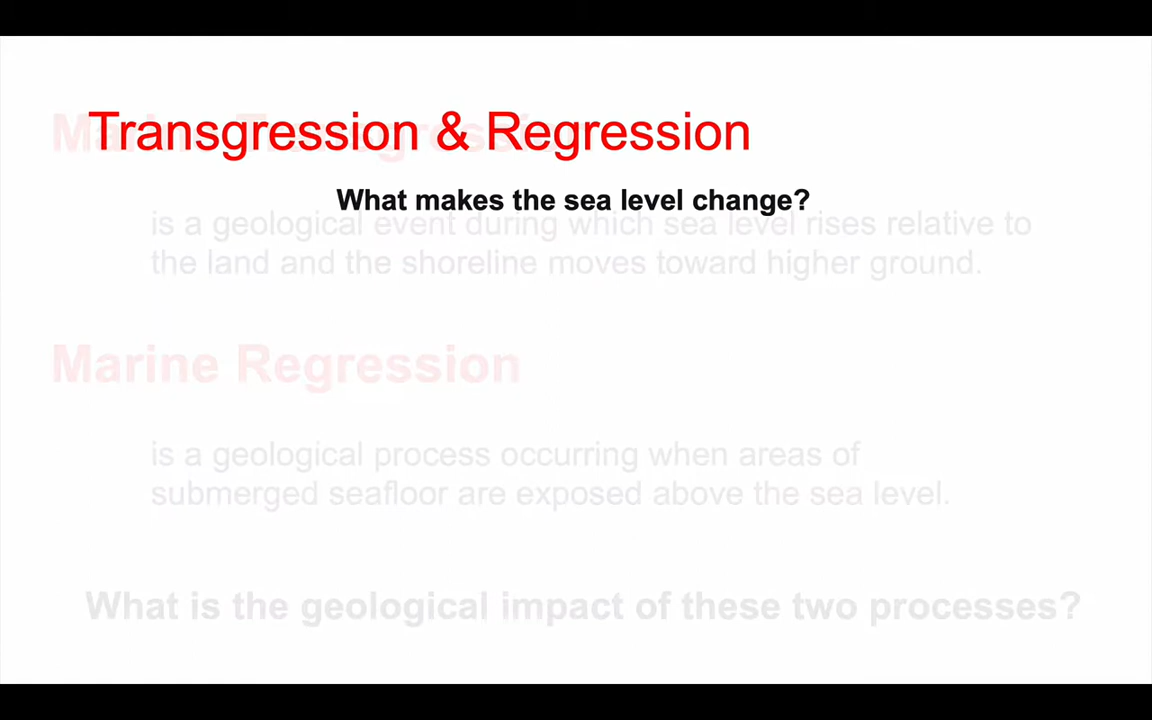 Transgression & Regression
What makes the sea level change?
is a geological event during which sea level rises relative to
the land and the shoreline moves toward higher ground.
Marine Regression
is a geological process occurring when areas of
submerged seafloor are exposed above the sea level.
What is the geological impact of these two processes?